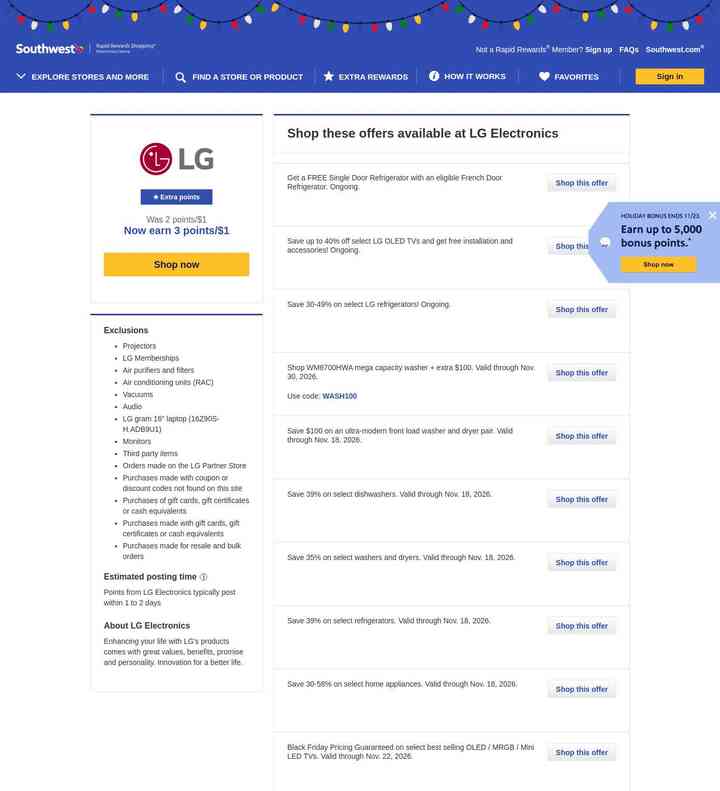 Southwest
Rapid Rewards Shopping®
Not a Rapid Rewards® Member? Sign up FAQs Southwest.com®
EXPLORE STORES AND MORE
FIND A STORE OR PRODUCT
EXTRA REWARDS
HOW IT WORKS
FAVORITES
Sign in
LG
Extra points
Was 2 points/$1
Now earn 3 points/$1
Shop now
Exclusions
• Projectors
• LG Memberships
• Air purifiers and filters
• Air conditioning units (RAC)
• Vacuums
• Audio
• LG gram 16" laptop (16Z90S-
H.ADB9U1)
• Monitors
• Third party items
• Orders made on the LG Partner Store
• Purchases made with coupon or
discount codes not found on this site
• Purchases of gift cards, gift certificates
or cash equivalents
• Purchases made with gift cards, gift
certificates or cash equivalents
• Purchases made for resale and bulk
orders
Estimated posting time
Points from LG Electronics typically post
within 1 to 2 days
About LG Electronics
Enhancing your life with LG's products
comes with great values, benefits, promise
and personality. Innovation for a better life.
Shop these offers available at LG Electronics
Get a FREE Single Door Refrigerator with an eligible French Door
Refrigerator. Ongoing.
Shop this offer
Save up to 40% off select LG OLED TVs and get free installation and
accessories! Ongoing.
Shop this
HOLIDAY BONUS ENDS 11/23.
Earn up to 5,000
bonus points.*
Shop now
Save 30-49% on select LG refrigerators! Ongoing.
Shop this offer
Shop WM8700HWA mega capacity washer + extra $100. Valid through Nov.
30, 2026.
Use code: WASH100
Shop this offer
Save $100 on an ultra-modern front load washer and dryer pair. Valid
through Nov. 18, 2026.
Shop this offer
Save 39% on select dishwashers. Valid through Nov. 18, 2026.
Shop this offer
Save 35% on select washers and dryers. Valid through Nov. 18, 2026.
Shop this offer
Save 39% on select refrigerators. Valid through Nov. 18, 2026.
Shop this offer
Save 30-58% on select home appliances. Valid through Nov. 18, 2026.
Shop this offer
Black Friday Pricing Guaranteed on select best selling OLED / MRGB / Mini
LED TVs. Valid through Nov. 22, 2026.
Shop this offer